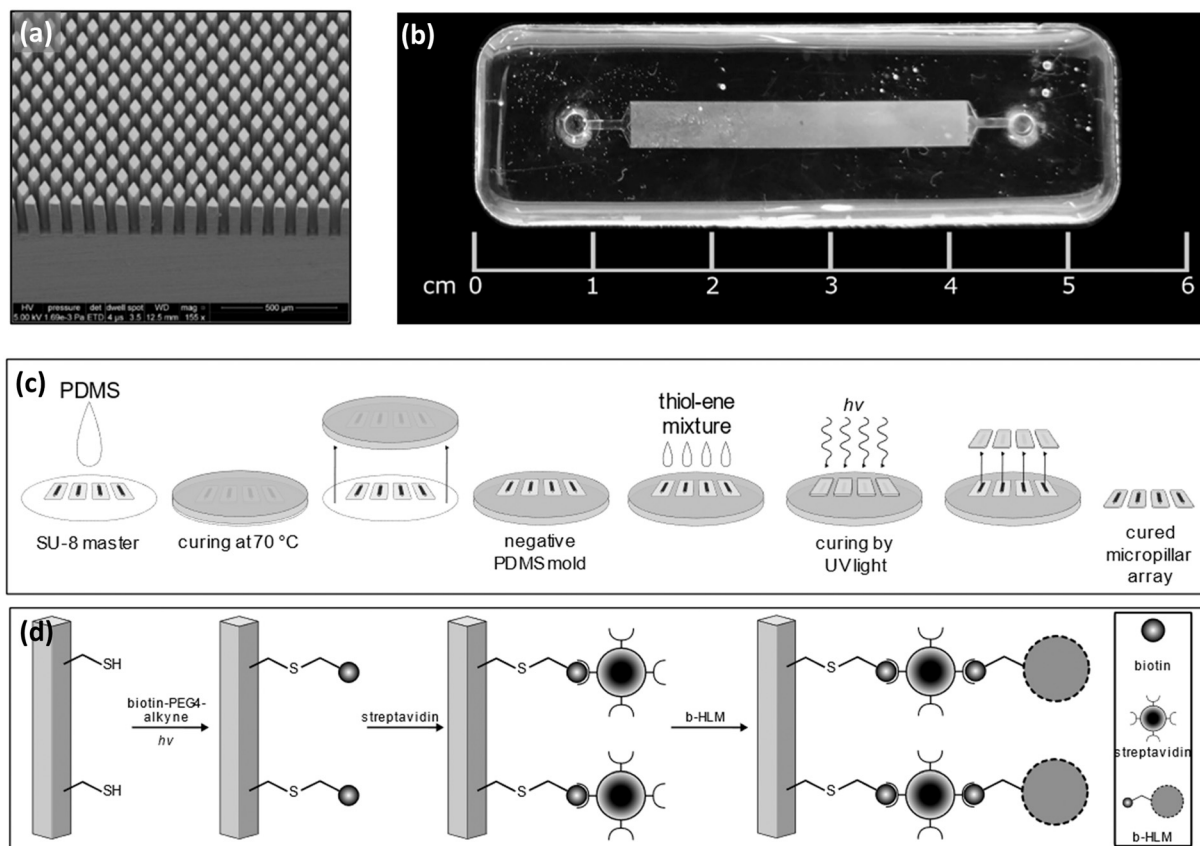 (a)
HV pressure det dwell spot WD mag
500 µm
5.00 kV 1.69e-3 Pa ETD 4 µs 3.5 12.5 mm 155 x
(b)
cm 0 1 2 3 4 5 6
(c)
PDMS
SU-8 master
curing at 70 °C
negative
PDMS mold
thiol-ene
mixture
hv
curing by
UV light
cured
micropillar
array
(d)
SH
SH
biotin-PEG4-
alkyne
hv
S
S
streptavidin
S
S
b-HLM
S
S
biotin
streptavidin
b-HLM